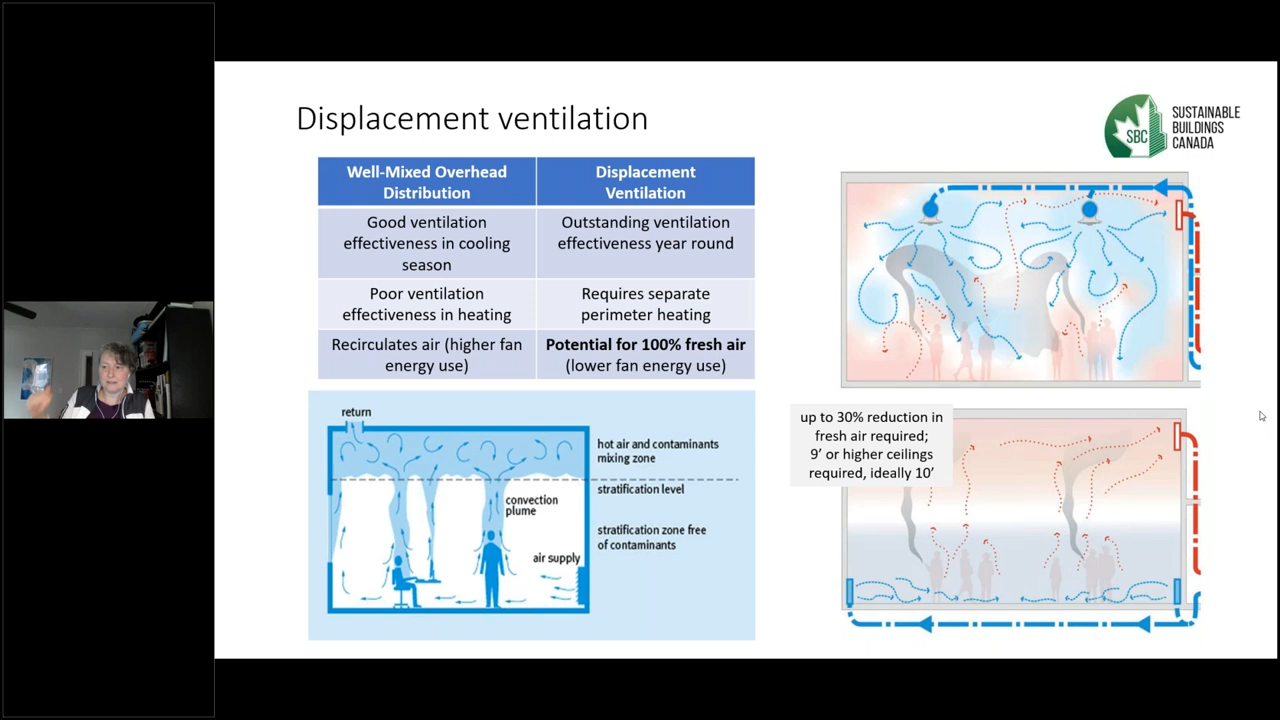 Displacement ventilation
SBC
SUSTAINABLE
BUILDINGS
CANADA
Well-Mixed Overhead
Distribution
Displacement
Ventilation
Good ventilation
effectiveness in cooling
season
Outstanding ventilation
effectiveness year round
Poor ventilation
effectiveness in heating
Requires separate
perimeter heating
Recirculates air (higher fan
energy use)
Potential for 100% fresh air
(lower fan energy use)
return
hot air and contaminants
mixing zone
stratification level
convection
plume
stratification zone free
of contaminants
air supply
up to 30% reduction in
fresh air required;
9’ or higher ceilings
required, ideally 10’